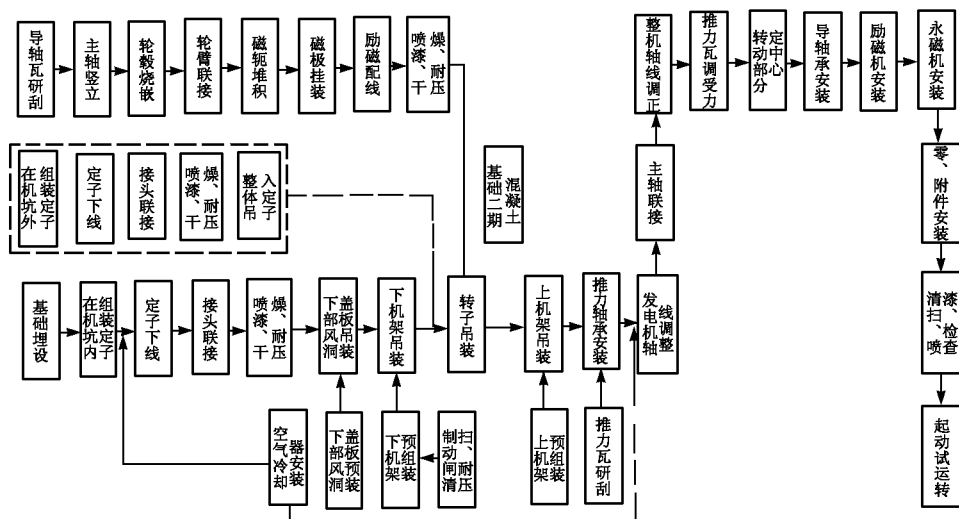 导轴瓦研刮
主轴竖立
轮毂烧嵌
轮臂联接
磁轭堆积
磁极挂装
励磁配线
喷漆、干
燥、耐压
整机轴线调正
推力瓦调受力
转动部分
定中心
导轴承安装
励磁机安装
永磁机安装
在机坑外
组装定子
定子下线
接头联接
喷漆、干
燥、耐压
整体吊
入定子
基础二期
混凝土
主轴联接
零、附件安装
基础埋设
在机坑内
组装定子
定子下线
接头联接
喷漆、干
燥、耐压
下部风洞
盖板吊装
下机架吊装
转子吊装
上机架吊装
推力轴承安装
发电机轴
线调整
清扫、喷
漆、检查
空气冷却
器安装
下部风洞
盖板预装
下机架
预组装
制动闸清
扫、耐压
上机架
预组装
推力瓦研刮
起动试运转